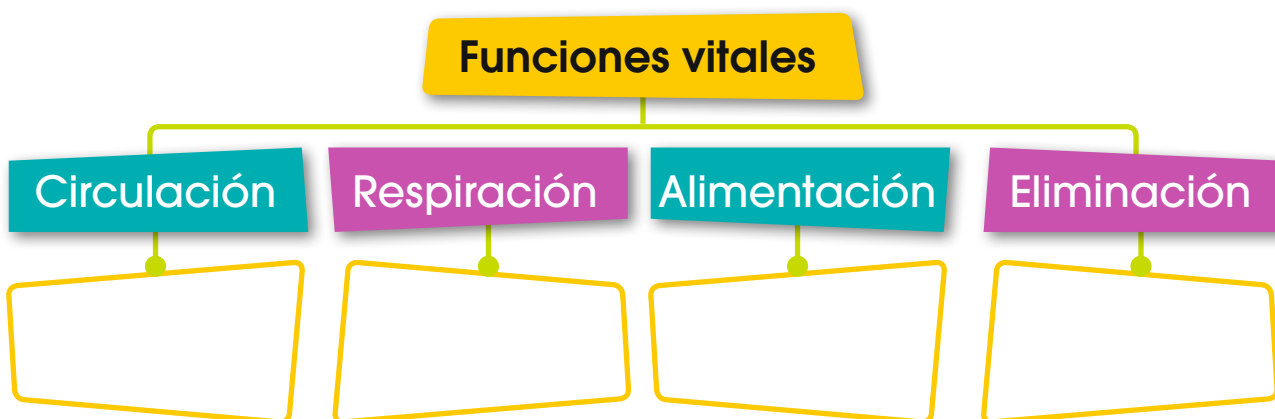 Funciones vitales
Circulación
Respiración
Alimentación
Eliminación